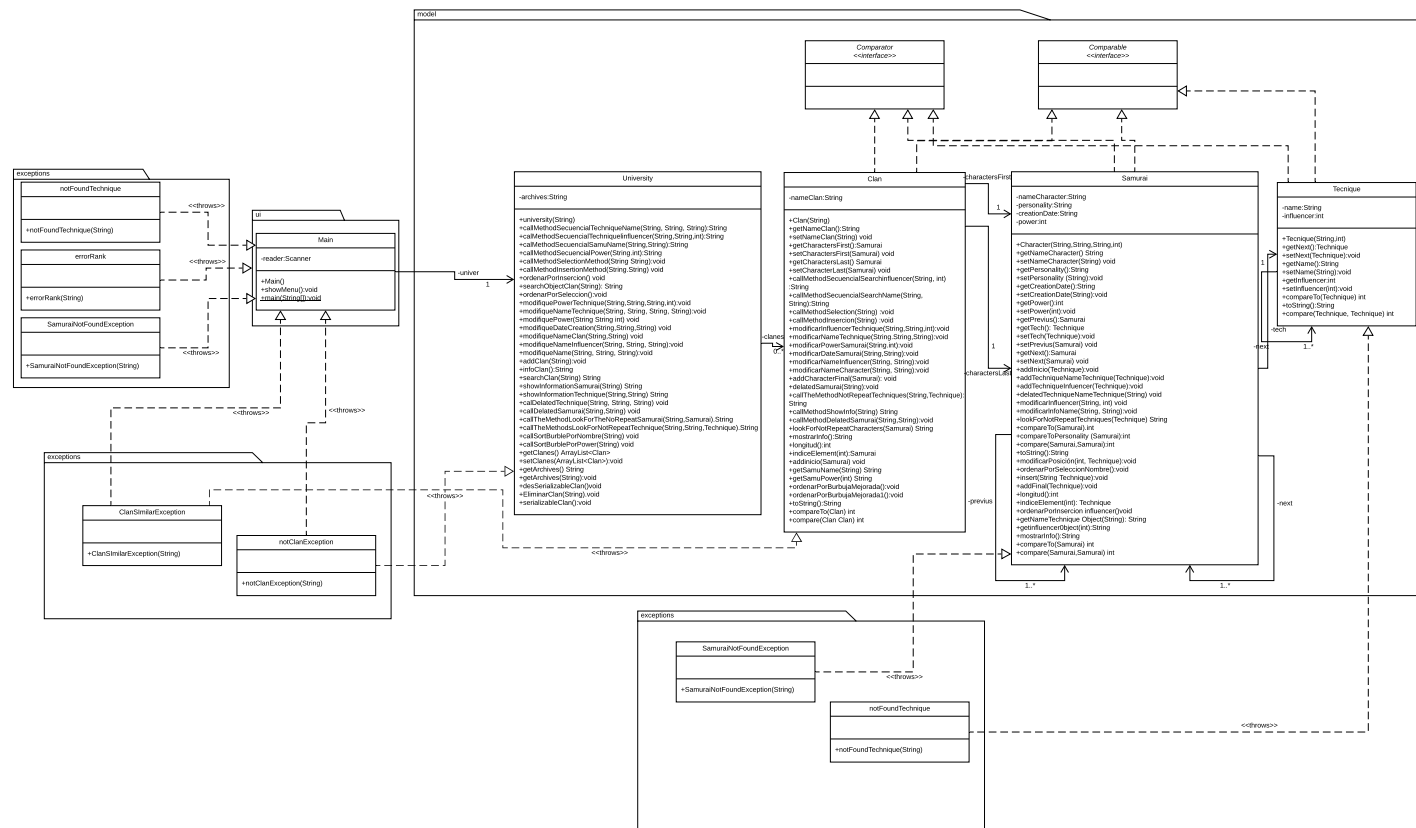 model
Comparator
<<interface>>
Comparable
<<interface>>
exceptions
notFoundTechnique
+notFoundTechnique(String)
errorRank
+errorRank(String)
SamuraiNotFoundException
+SamuraiNotFoundException(String)
<<throws>>
<<throws>>
<<throws>>
ui
Main
-reader:Scanner
+Main()
+showMenu():void
+main(String[]):void
-univer
1
<<throws>>
<<throws>>
University
-archives:String
+university(String)
+callMethodSecuencialTechniqueName(String, String, String):String
+callMethodSecuencialTechniqueIinfluencer(String,String,int):String
+callMethodSecuencialSamuName(String,String):String
+callMethodSecuencialPower(String.int):String
+callMethodSelectionMethod(String String):void
+callMethodInsertionMethod(String.String) void
+ordenarPorInsercion() void
+searchObjectClan(String): String
+ordenarPorSeleccion():void
+modifiquePowerTechnique(String,String,String,int):void
+modifiqueNameTechnique(String, String, String, String):void
+modifiquePower(String String int) void
+modifiqueDateCreation(String,String,String) void
+modifiqueNameClan(String,String) void
+modifiqueNameInfluencer(String, String, String):void
+modifiqueName(String, String, String):void
+addClan(String):void
+infoClan():String
+searchClan(String) String
+showInformationSamurai(String) String
+showInformationTechnique(String,String) String
+calDelatedTechnique(String, String, String) void
+callDelatedSamurai(String,String) void
+callTheMethodLookForTheNoRepeatSamurai(String,Samurai).String
+callTheMethodsLookForNotRepeatTechnique(String,String,Technique).String
+callSortBurblePorNombre(String) void
+callSortBurblePorPower(String) void
+getClanes() ArrayList<Clan>
+setClanes(ArrayList<Clan>):void
+getArchives() String
+getArchives(String):void
+desSerializableClan()void
+EliminarClan(String).void
+serializableClan():void
-clanes
0..*
Clan
-nameClan:String
+Clan(String)
+getNameClan():String
+setNameClan(String) void
+getCharactersFirst():Samurai
+setCharactersFirst(Samurai) void
+getCharactersLast() Samurai
+setCharacterLast(Samurai) void
+callMethodSecuencialSearchInfluencer(String, int)
:String
+callMethodSecuencialSearchName(String,
String):String
+callMethodSelection(String) :void
+callMethodInsercion(String) :void
+modificarInfluencerTechnique(String,String,int):void
+modificarNameTechnique(String,String,String):void
+modificarPowerSamurai(String.int):void
+modificarDateSamurai(String,String):void
+modificarNameInfluencer(String, String):void
+modificarNameCharacter(String, String):void
+addCharacterFinal(Samurai): void
+delatedSamurai(String):void
+callTheMethodNotRepeatTechniques(String,Technique):
String
+callMethodShowInfo(String) String
+callMethodDelatedSamurai(String,String):void
+lookForNotRepeatCharacters(Samurai) String
+mostrarInfo():String
+longitud():int
+indiceElement(int):Samurai
+addinicio(Samurai) void
+getSamuName(String) String
+getSamuPower(int) String
+ordenarPorBurbujaMejorada():void
+ordenarPorBurbujaMejorada1():void
+toString():String
+compareTo(Clan) int
+compare(Clan Clan) int
-charactersFirst
1
1
-charactersLast
Samurai
-nameCharacter:String
-personality:String
-creationDate:String
-power:int
+Character(String,String,String,int)
+getNameCharacter() String
+setNameCharacter(String) void
+getPersonality():String
+setPersonality (String):void
+getCreationDate():String
+setCreationDate(String):void
+getPower():int
+setPower(int):void
+getPrevius():Samurai
+getTech(): Technique
+setTech(Technique):void
+setPrevius(Samurai) void
+getNext():Samurai
+setNext(Samurai) void
+addInicio(Technique):void
+addTechniqueNameTechnique(Technique):void
+addTechniqueInfluencer(Technique):void
+delatedTechniqueNameTechnique(String):void
+modificarInfluencer(String, int) void
+modificarInfoName(String, String):void
+lookForNotRepeatTechniques(Technique) String
+compareTo(Samurai).int
+compareToPersonality (Samurai):int
+compare(Samurai,Samurai):int
+toString():String
+modificarPosición(int, Technique):void
+ordenarPorSeleccionNombre():void
+insert(String Technique):void
+addFinal(Technique):void
+longitud():int
+indiceElement(int): Technique
+ordenarPorInsercion influencer()void
+getNameTechnique Object(String): String
+getinfluencer0bject(int):String
+mostrarInfo():String
+compareTo(Samurai) int
+compare(Samurai,Samurai) int
-previus
1..*
-next
1..*
1
-tech
-next
1..*
Tecnique
-name:String
-influencer:int
+Tecnique(String,int)
+getNext():Technique
+setNext(Technique):void
+getName():String
+setName(String):void
+getInfluencer:int
+setInfluencer(int):void
+compareTo(Technique) int
+toString():String
+compare(Technique, Technique) int
exceptions
ClanSImilarException
+ClanSImilarException(String)
notClanException
+notClanException(String)
<<throws>>
<<throws>>
exceptions
SamuraiNotFoundException
+SamuraiNotFoundException(String)
<<throws>>
notFoundTechnique
+notFoundTechnique(String)
<<throws>>